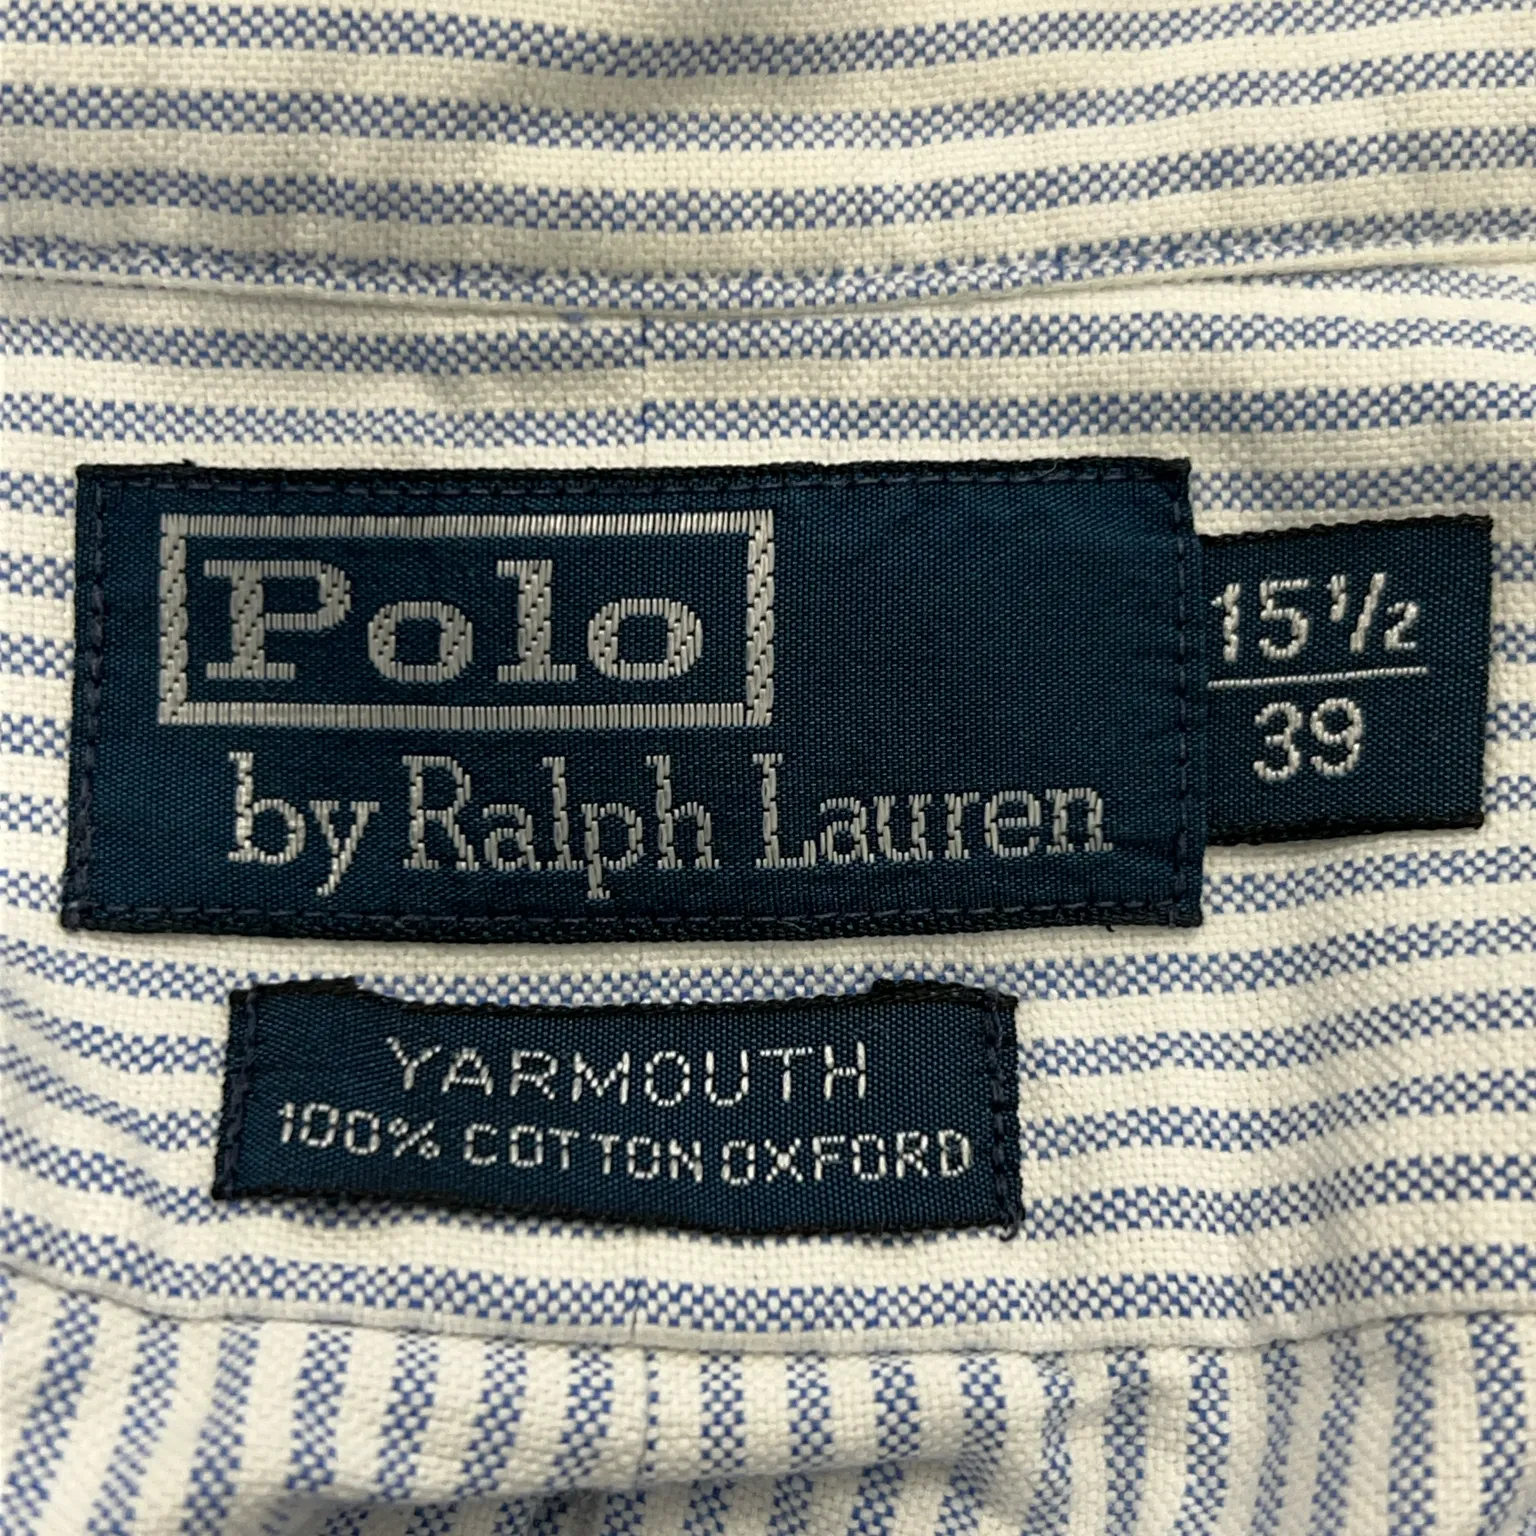 Polo
by Ralph Lauren
15½
39
YARMOUTH
100% COTTON OXFORD